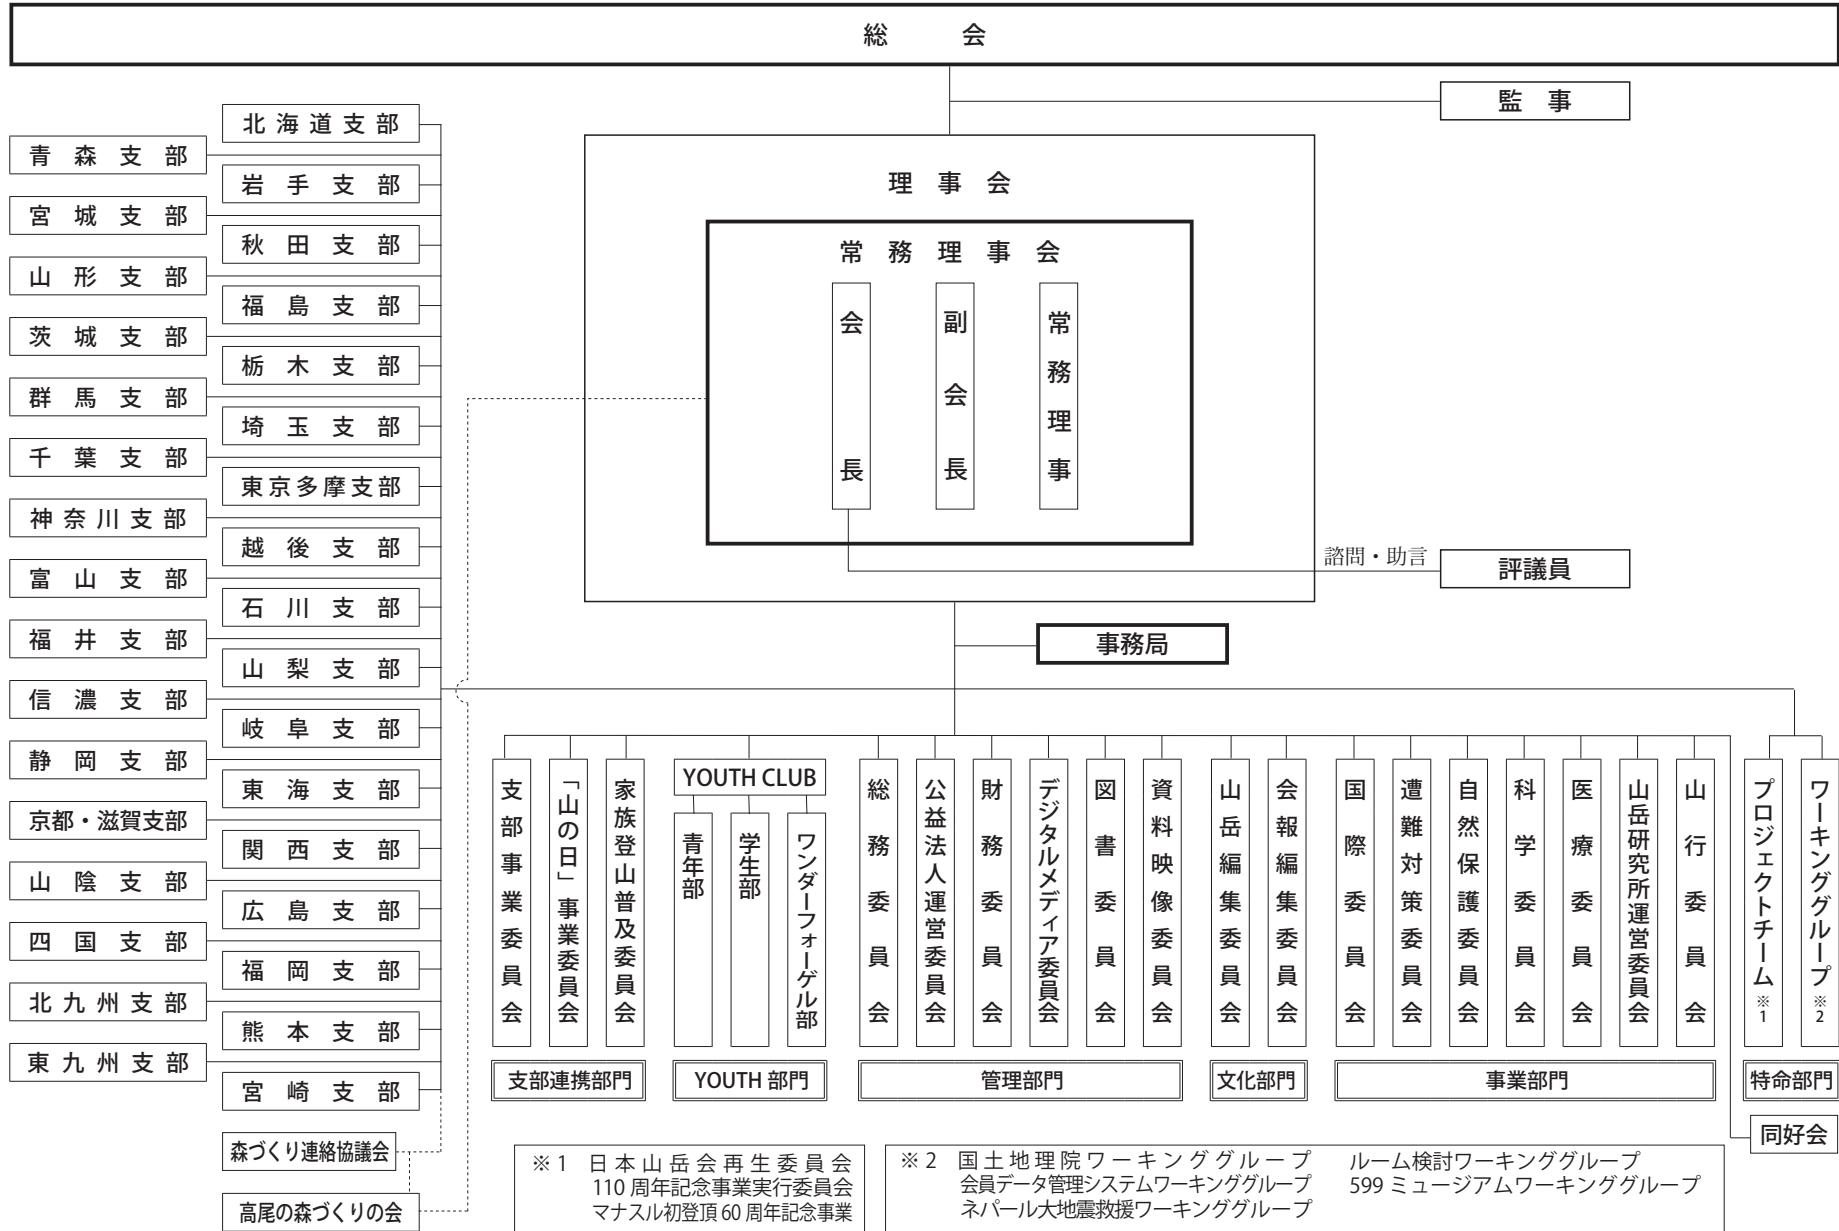 総会
監事
理事会
常務理事会
会長
副会長
常務理事
諮問・助言
評議員
事務局
北海道支部
青森支部
岩手支部
宮城支部
秋田支部
山形支部
福島支部
茨城支部
栃木支部
群馬支部
埼玉支部
千葉支部
東京多摩支部
神奈川支部
越後支部
富山支部
石川支部
福井支部
山梨支部
信濃支部
岐阜支部
静岡支部
東海支部
京都・滋賀支部
関西支部
山陰支部
広島支部
四国支部
福岡支部
北九州支部
熊本支部
東九州支部
宮崎支部
森づくり連絡協議会
高尾の森づくりの会
支部事業委員会
「山の日」事業委員会
家族登山普及委員会
支部連携部門
YOUTH CLUB
青年部
学生部
ワンダーフォーゲル部
YOUTH 部門
総務委員会
公益法人運営委員会
財務委員会
デジタルメディア委員会
図書委員会
資料映像委員会
管理部門
山岳編集委員会
会報編集委員会
文化部門
国際委員会
遭難対策委員会
自然保護委員会
科学委員会
医療委員会
山岳研究所運営委員会
山行委員会
事業部門
プロジェクトチーム※1
ワーキンググループ※2
特命部門
同好会
※1 日本山岳会再生委員会
110 周年記念事業実行委員会
マナスル初登頂 60 周年記念事業
※2 国土地理院ワーキンググループ ルーム検討ワーキンググループ
会員データ管理システムワーキンググループ 599 ミュージアムワーキンググループ
ネパール大地震救援ワーキンググループ